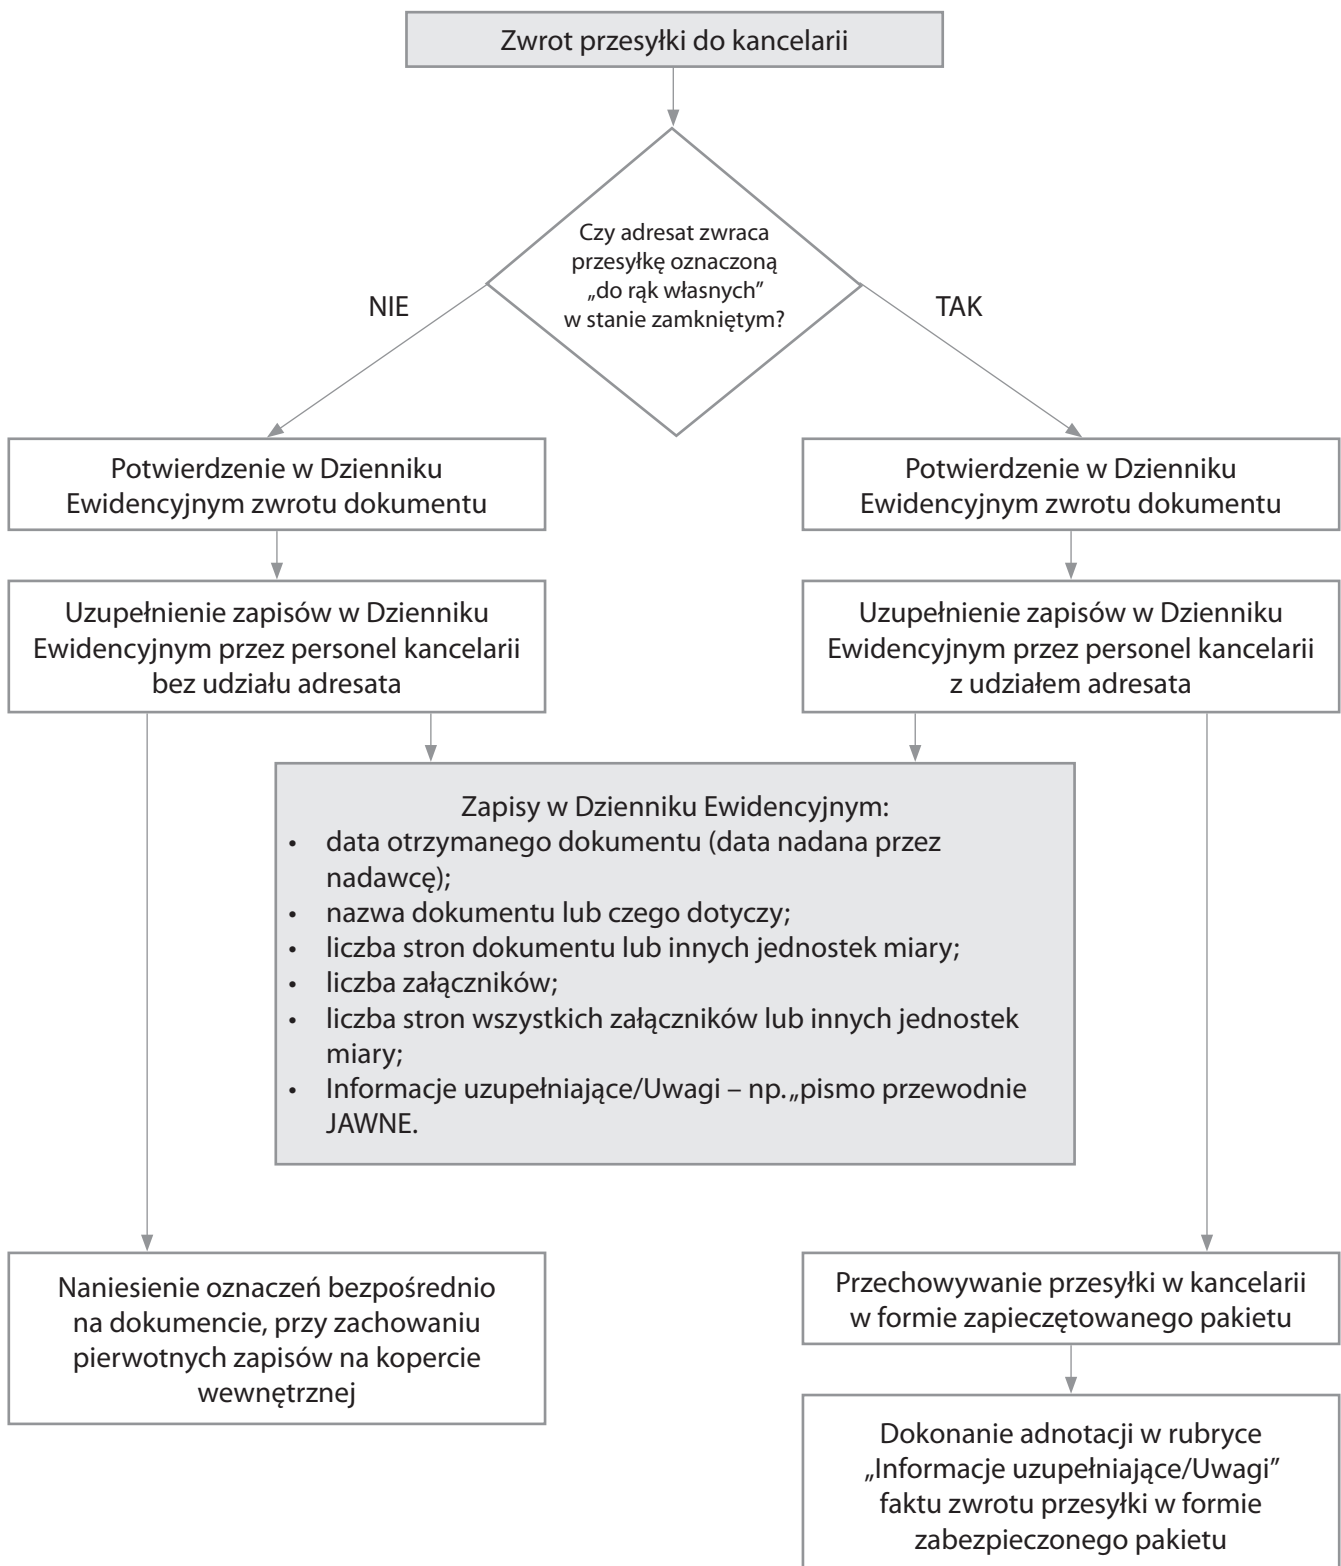 Zwrot przesyłki do kancelarii
Czy adresat zwraca
przesyłkę oznaczoną
„do rąk własnych”
w stanie zamkniętym?
NIE
TAK
Potwierdzenie w Dzienniku
Ewidencyjnym zwrotu dokumentu
Potwierdzenie w Dzienniku
Ewidencyjnym zwrotu dokumentu
Uzupełnienie zapisów w Dzienniku
Ewidencyjnym przez personel kancelarii
bez udziału adresata
Uzupełnienie zapisów w Dzienniku
Ewidencyjnym przez personel kancelarii
z udziałem adresata
Zapisy w Dzienniku Ewidencyjnym:
• data otrzymanego dokumentu (data nadana przez
nadawcę);
• nazwa dokumentu lub czego dotyczy;
• liczba stron dokumentu lub innych jednostek miary;
• liczba załączników;
• liczba stron wszystkich załączników lub innych jednostek
miary;
• Informacje uzupełniające/Uwagi – np. „pismo przewodnie
JAWNE.
Naniesienie oznaczeń bezpośrednio
na dokumencie, przy zachowaniu
pierwotnych zapisów na kopercie
wewnętrznej
Przechowywanie przesyłki w kancelarii
w formie zapieczętowanego pakietu
Dokonanie adnotacji w rubryce
„Informacje uzupełniające/Uwagi”
faktu zwrotu przesyłki w formie
zabezpieczonego pakietu